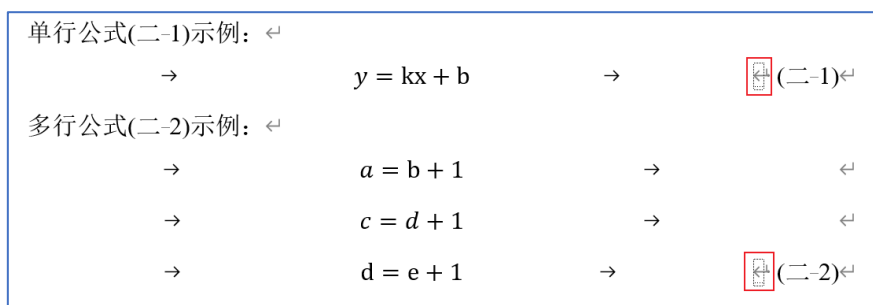 单行公式(二-1)示例：
y = kx + b (二-1)
多行公式(二-2)示例：
a = b + 1
c = d + 1
d = e + 1 (二-2)